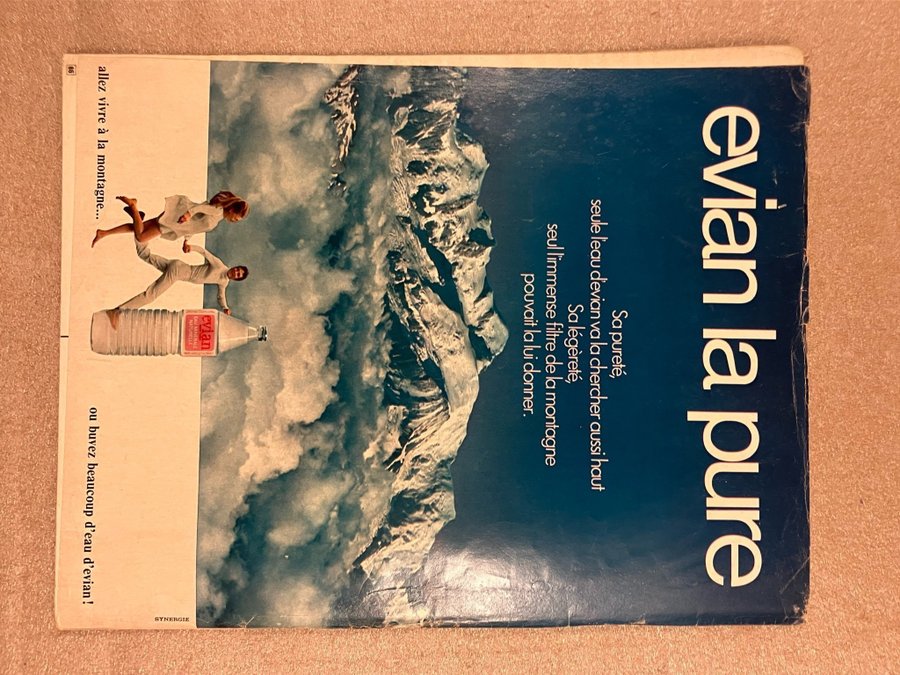 evian la pure
Sa pureté,
seule l'eau d'evian va la chercher aussi haut
Sa légèreté,
seul l'immense filtre de la montagne
pouvait la lui donner.
evian
SYNERGIE
allez vivre à la montagne...
ou buvez beaucoup d'eau d'evian !